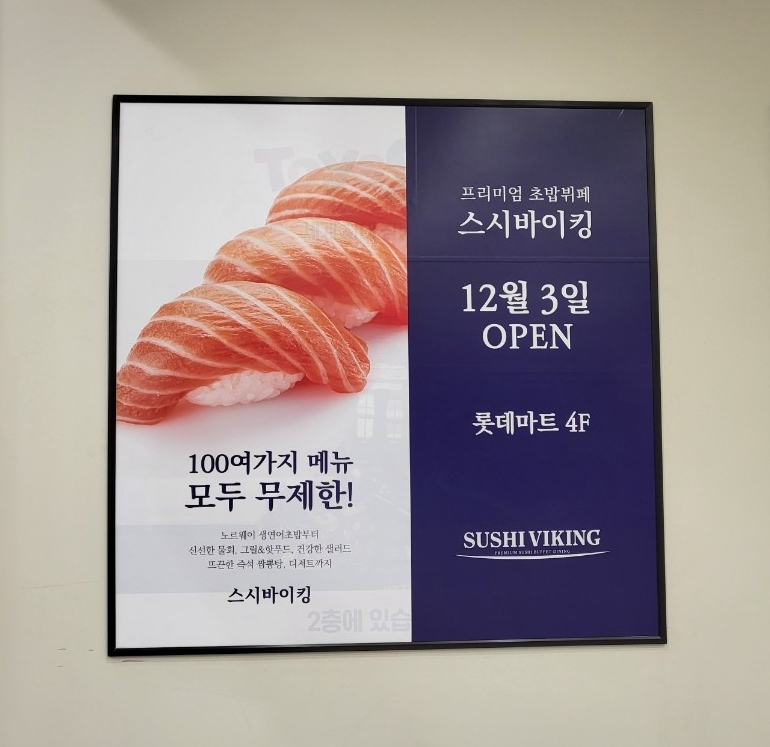 100여가지 메뉴
모두 무제한!
노르웨이 생연어초밥부터
신선한 물회, 그릴&핫푸드, 건강한 샐러드
뜨끈한 즉석 짬뽕탕, 디저트까지
스시바이킹
2층에 있습
프리미엄 초밥뷔페
스시바이킹
12월 3일
OPEN
롯데마트 4F
SUSHI VIKING
PREMIUM SUSHI BUFFET DINING